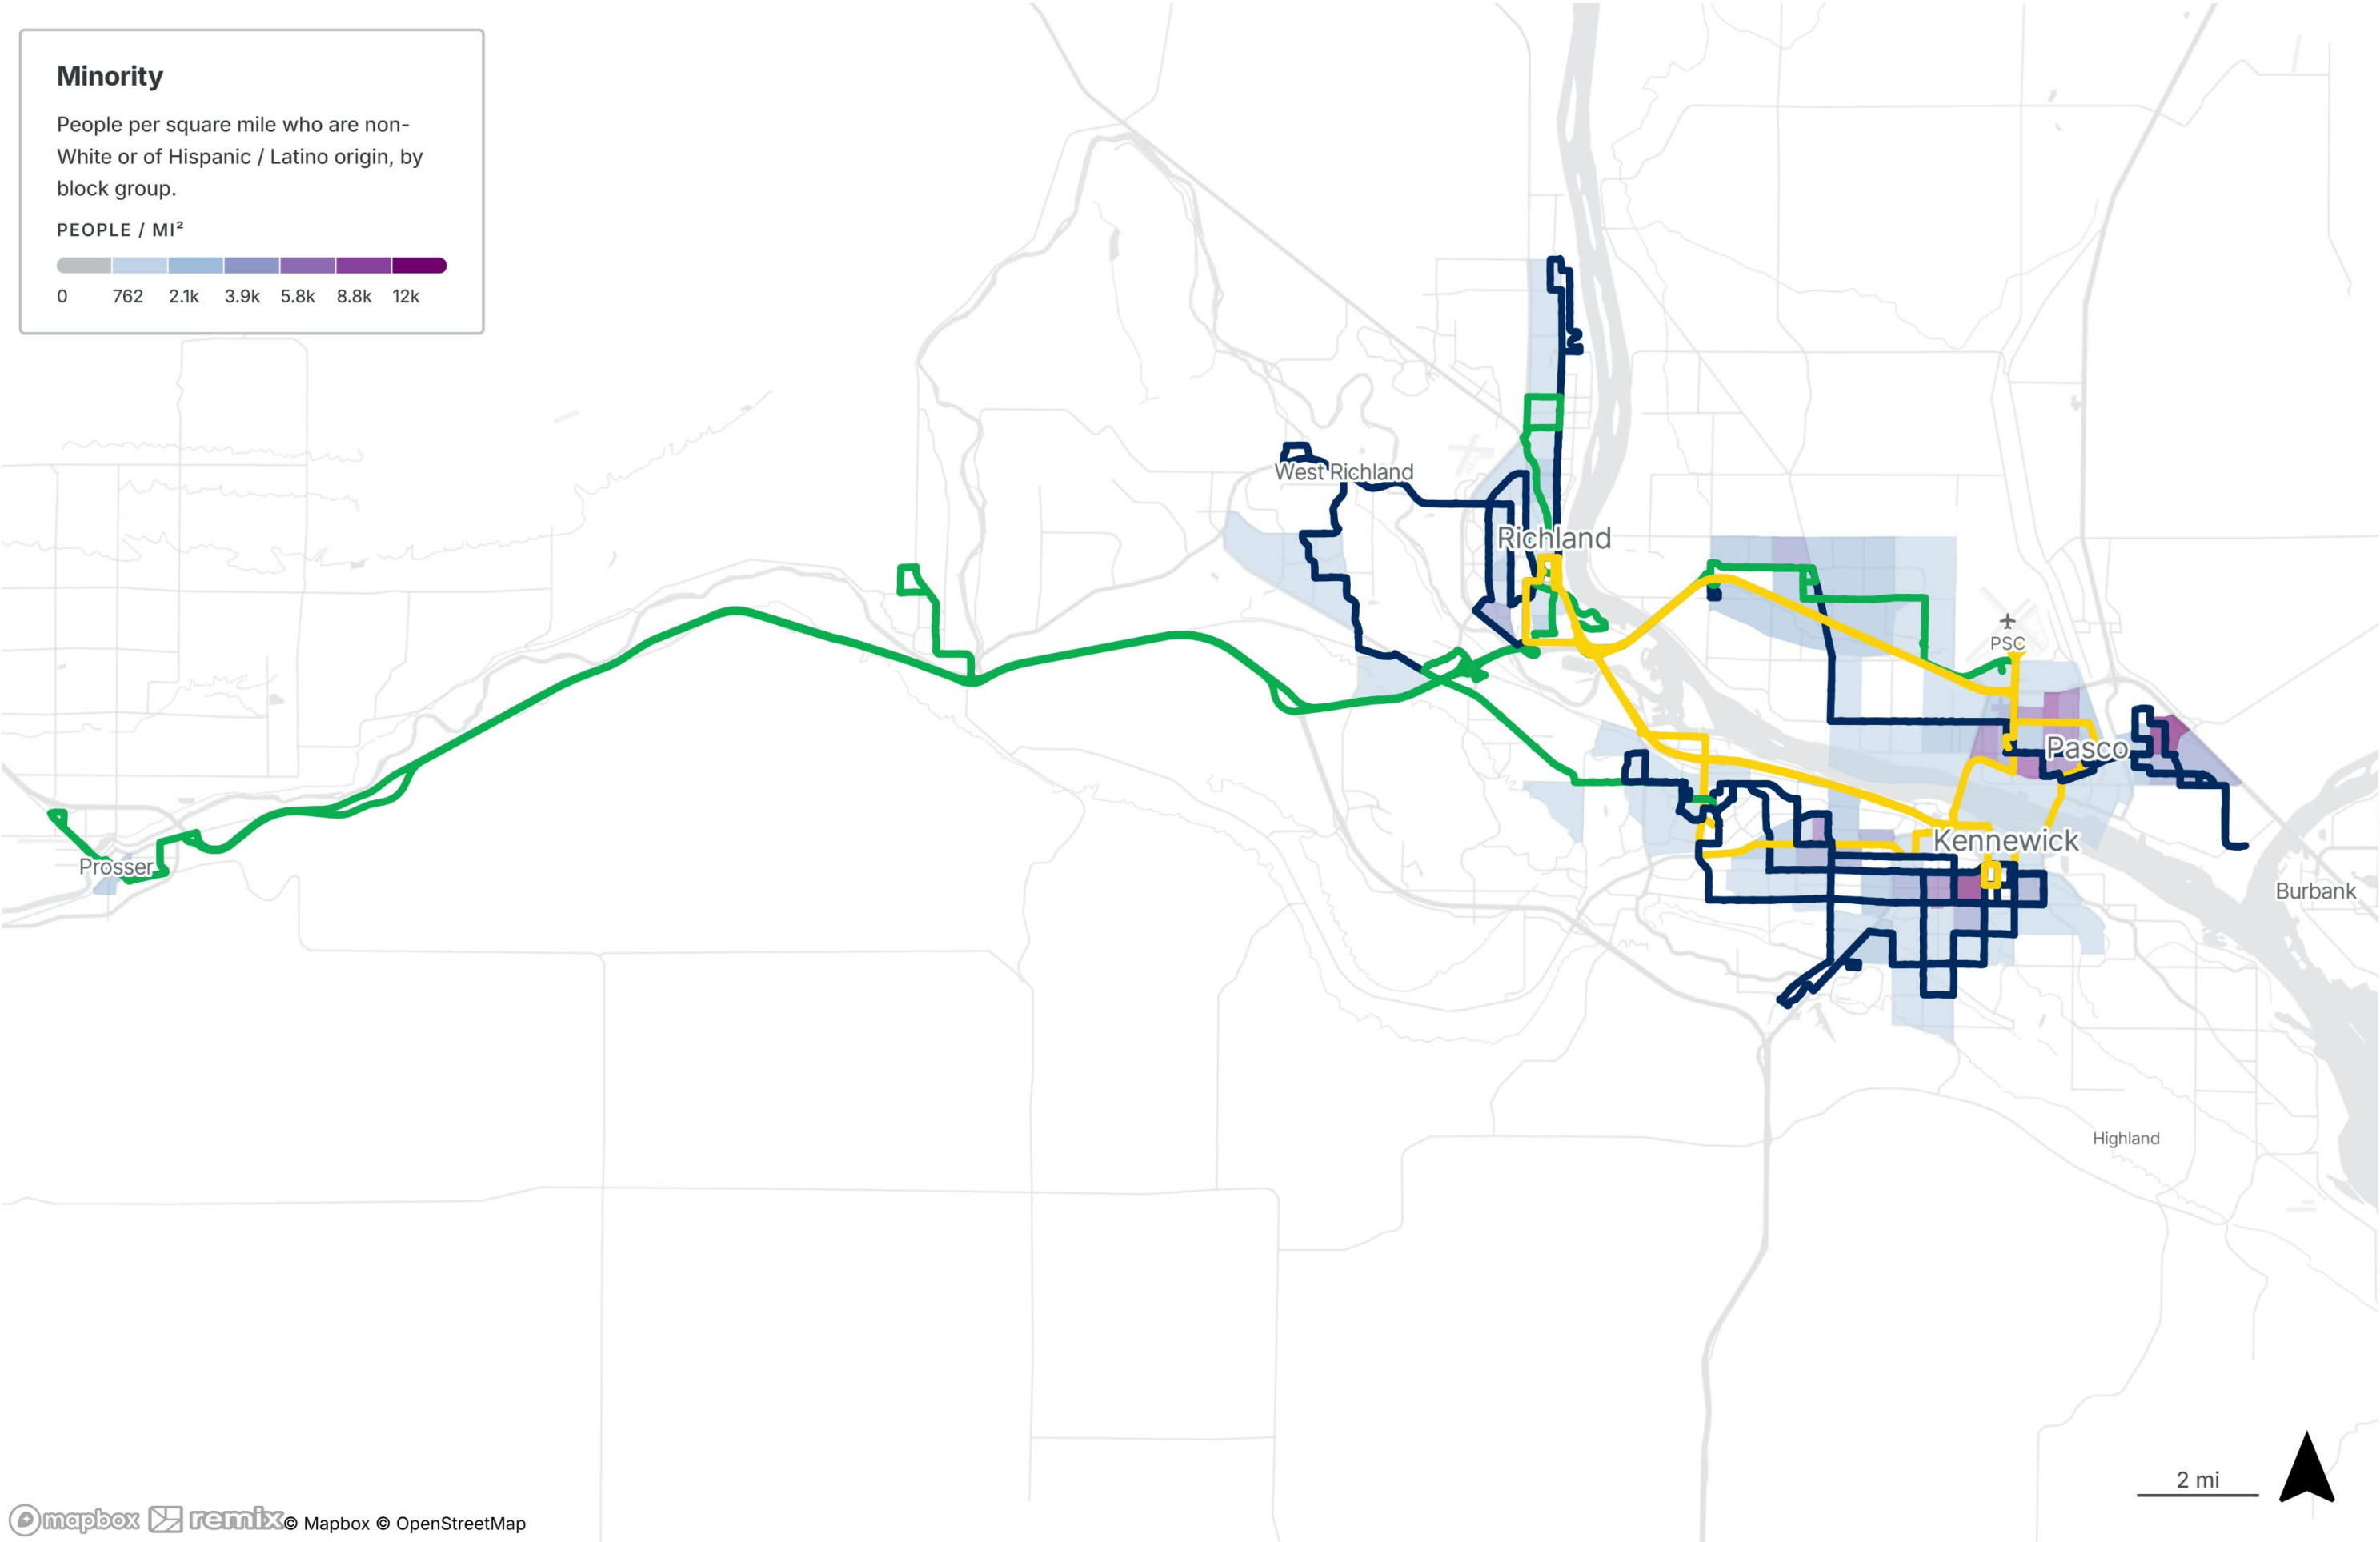 Minority
People per square mile who are non-
White or of Hispanic / Latino origin, by
block group.
PEOPLE / MI²
0 762 2.1k 3.9k 5.8k 8.8k 12k
West Richland
Richland
PSC
Pasco
Kennewick
Prosser
Burbank
Highland
2 mi
mapbox remix © Mapbox © OpenStreetMap